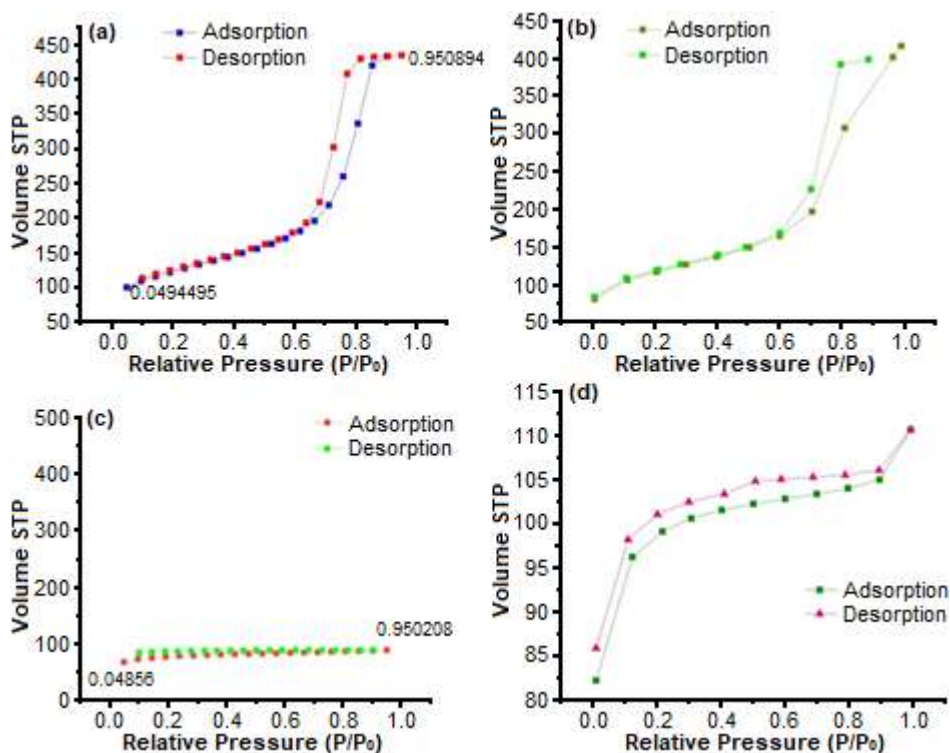 (a)
Adsorption
Desorption
450
400
350
300
250
200
150
100
50
0.950894
0.0494495
0.0 0.2 0.4 0.6 0.8 1.0
Volume STP
Relative Pressure (P/P₀)
(b)
Adsorption
Desorption
450
400
350
300
250
200
150
100
50
0.0 0.2 0.4 0.6 0.8 1.0
Volume STP
Relative Pressure (P/P₀)
(c)
Adsorption
Desorption
500
400
300
200
100
0
0.950208
0.04856
0.0 0.2 0.4 0.6 0.8 1.0
Volume STP
Relative Pressure (P/P₀)
(d)
115
110
105
100
95
90
85
80
Adsorption
Desorption
0.0 0.2 0.4 0.6 0.8 1.0
Volume STP
Relative Pressure (P/P₀)